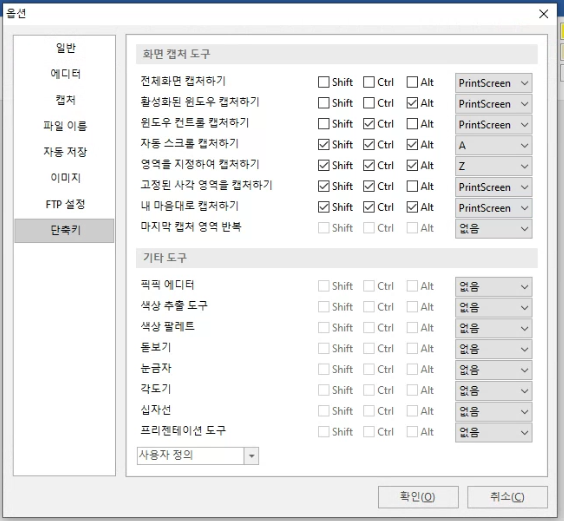 옵션
일반
에디터
캡처
파일 이름
자동 저장
이미지
FTP 설정
단축키
화면 캡처 도구
전체화면 캡처하기 Shift Ctrl Alt PrintScreen
활성화된 윈도우 캡처하기 Shift Ctrl Alt PrintScreen
윈도우 컨트롤 캡처하기 Shift Ctrl Alt PrintScreen
자동 스크롤 캡처하기 Shift Ctrl Alt A
영역을 지정하여 캡처하기 Shift Ctrl Alt Z
고정된 사각 영역을 캡처하기 Shift Ctrl Alt PrintScreen
내 마음대로 캡처하기 Shift Ctrl Alt PrintScreen
마지막 캡처 영역 반복 Shift Ctrl Alt 없음
기타 도구
픽픽 에디터 Shift Ctrl Alt 없음
색상 추출 도구 Shift Ctrl Alt 없음
색상 팔레트 Shift Ctrl Alt 없음
돋보기 Shift Ctrl Alt 없음
눈금자 Shift Ctrl Alt 없음
각도기 Shift Ctrl Alt 없음
십자선 Shift Ctrl Alt 없음
프리젠테이션 도구 Shift Ctrl Alt 없음
사용자 정의
확인(O) 취소(C)